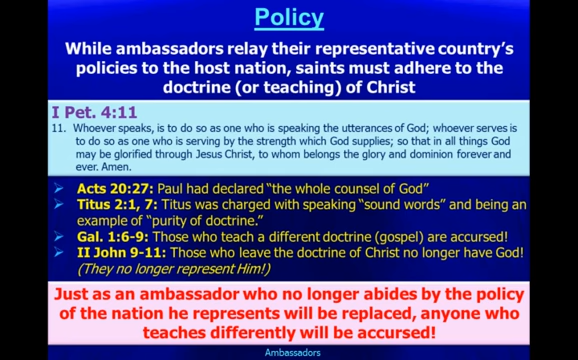 Policy
While ambassadors relay their representative country's
policies to the host nation, saints must adhere to the
doctrine (or teaching) of Christ
I Pet. 4:11
11. Whoever speaks, is to do so as one who is speaking the utterances of God; whoever serves is
to do so as one who is serving by the strength which God supplies; so that in all things God
may be glorified through Jesus Christ, to whom belongs the glory and dominion forever and
ever. Amen.
➢ Acts 20:27: Paul had declared "the whole counsel of God"
➢ Titus 2:1, 7: Titus was charged with speaking "sound words" and being an
example of "purity of doctrine."
➢ Gal. 1:6-9: Those who teach a different doctrine (gospel) are accursed!
➢ II John 9-11: Those who leave the doctrine of Christ no longer have God!
(They no longer represent Him!)
Just as an ambassador who no longer abides by the policy
of the nation he represents will be replaced, anyone who
teaches differently will be accursed!
Ambassadors